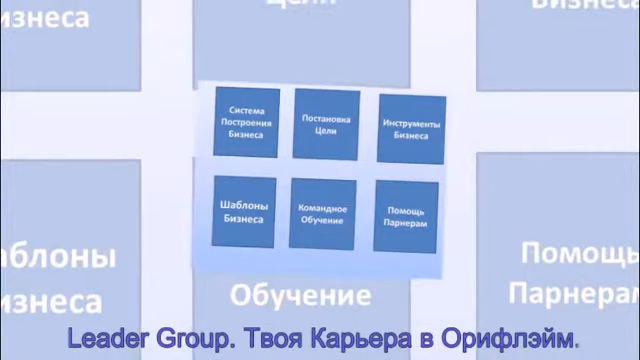 изнеса
Цели
Бизнеса
Система
Построения
Бизнеса
Постановка
Цели
Инструменты
Бизнеса
Шаблоны
Бизнеса
Командное
Обучение
Помощь
Парнерам
аблоны
изнеса
Обучение
Помощь
Парнерам
Leader Group. Твоя Карьера в Орифлэйм.